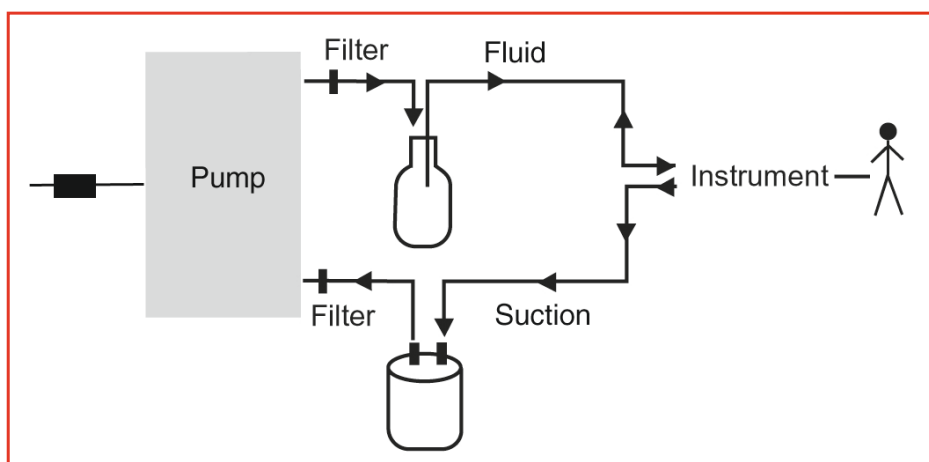 Filter
Fluid
Pump
Instrument
Filter
Suction